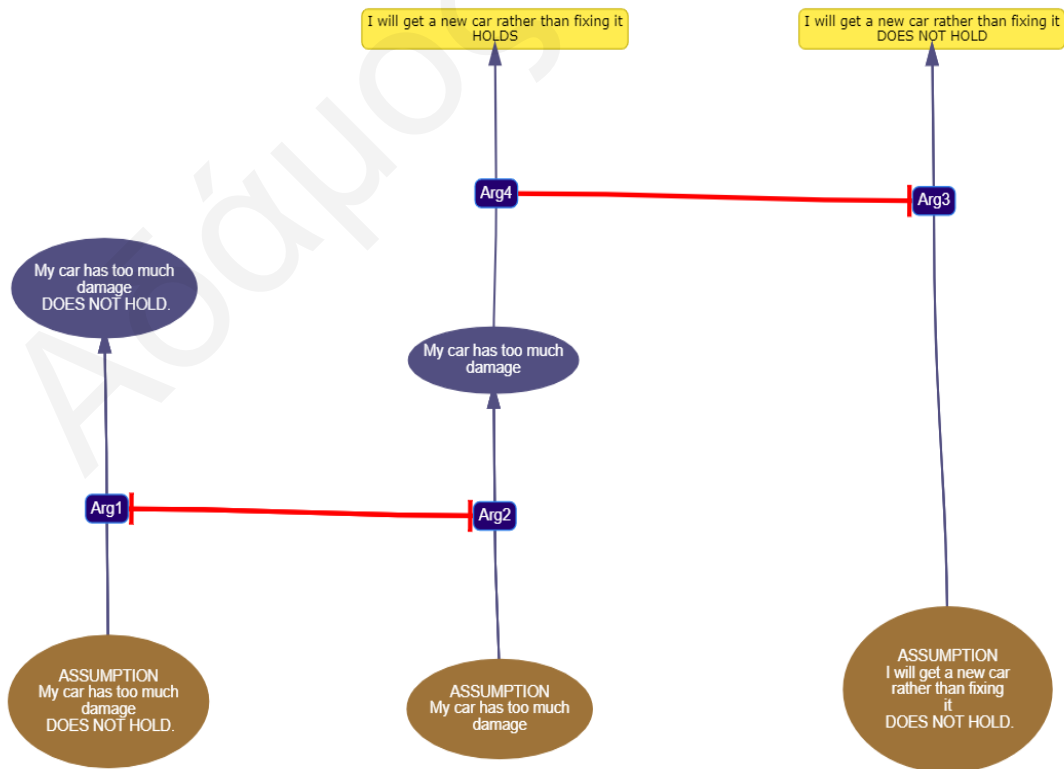 I will get a new car rather than fixing it
HOLDS
I will get a new car rather than fixing it
DOES NOT HOLD
Arg4
Arg3
My car has too much
damage
DOES NOT HOLD.
My car has too much
damage
Arg1
Arg2
ASSUMPTION
My car has too much
damage
DOES NOT HOLD.
ASSUMPTION
My car has too much
damage
ASSUMPTION
I will get a new car
rather than fixing
it
DOES NOT HOLD.